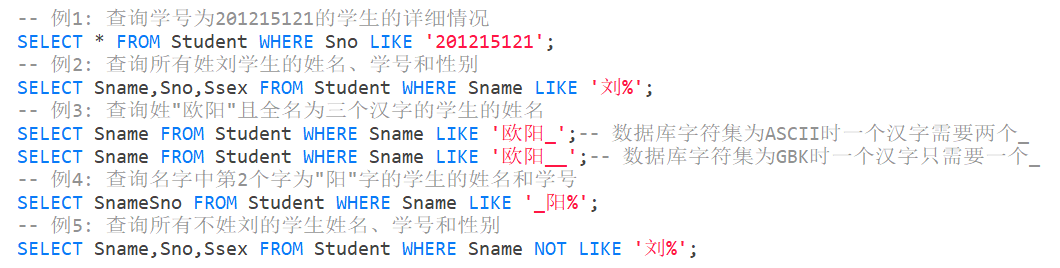 -- 例1: 查询学号为201215121的学生的详细情况
SELECT * FROM Student WHERE Sno LIKE '201215121';
-- 例2: 查询所有姓刘学生的姓名、学号和性别
SELECT Sname,Sno,Ssex FROM Student WHERE Sname LIKE '刘%';
-- 例3: 查询姓"欧阳"且全名为三个汉字的学生的姓名
SELECT Sname FROM Student WHERE Sname LIKE '欧阳_';-- 数据库字符集为ASCII时一个汉字需要两个_
SELECT Sname FROM Student WHERE Sname LIKE '欧阳__';-- 数据库字符集为GBK时一个汉字只需要一个_
-- 例4: 查询名字中第2个字为"阳"字的学生的姓名和学号
SELECT SnameSno FROM Student WHERE Sname LIKE '_阳%';
-- 例5: 查询所有不姓刘的学生姓名、学号和性别
SELECT Sname,Sno,Ssex FROM Student WHERE Sname NOT LIKE '刘%';